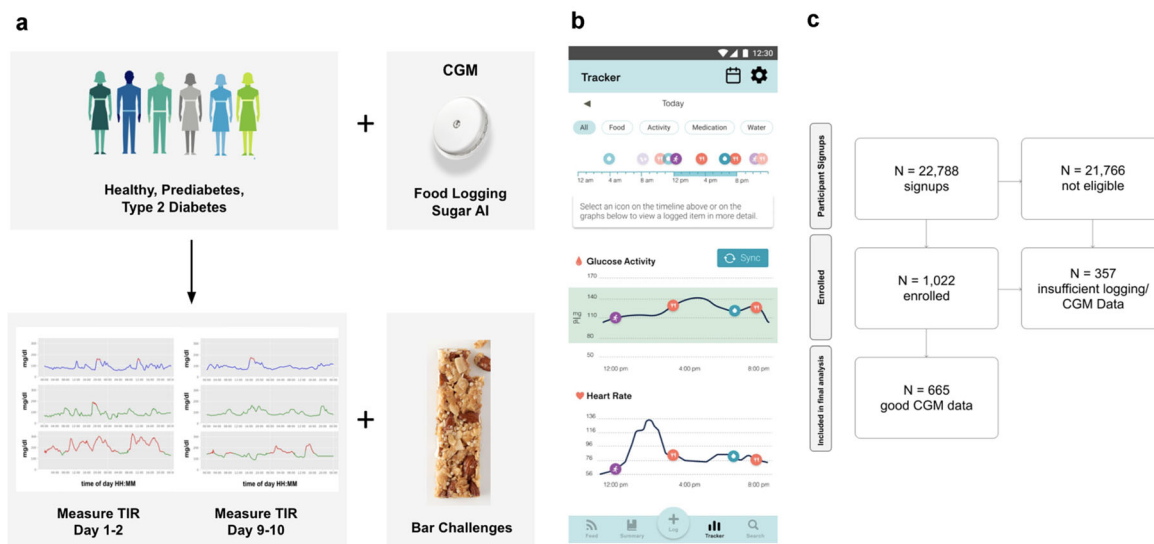 a
Healthy, Prediabetes,
Type 2 Diabetes
+
CGM
Food Logging
Sugar AI
mg/dl
mg/dl
mg/dl
time of day HH:MM
time of day HH:MM
Measure TIR
Day 1-2
Measure TIR
Day 9-10
+
Bar Challenges
b
12:30
Tracker
Today
All
Food
Activity
Medication
Water
12 am
4 am
8 am
12 pm
4 pm
8 pm
Select an icon on the timeline above or on the
graphs below to view a logged item in more detail.
Glucose Activity
Sync
170
140
110
80
50
12:00 pm
4:00 pm
8:00 pm
Heart Rate
136
116
96
76
56
12:00 pm
4:00 pm
8:00 pm
Feed
Summary
Log
Tracker
Search
c
Participant Signups
N = 22,788
signups
N = 21,766
not eligible
Enrolled
N = 1,022
enrolled
N = 357
insufficient logging/
CGM Data
Included in final analysis
N = 665
good CGM data